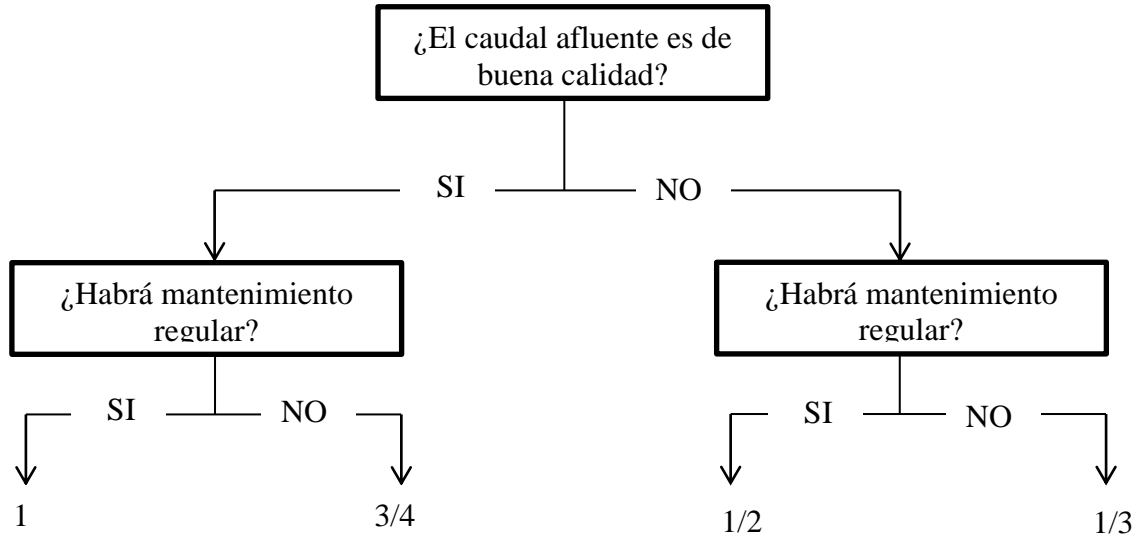 ¿El caudal afluente es de
buena calidad?
SI
NO
¿Habrá mantenimiento
regular?
¿Habrá mantenimiento
regular?
SI
NO
SI
NO
1
3/4
1/2
1/3